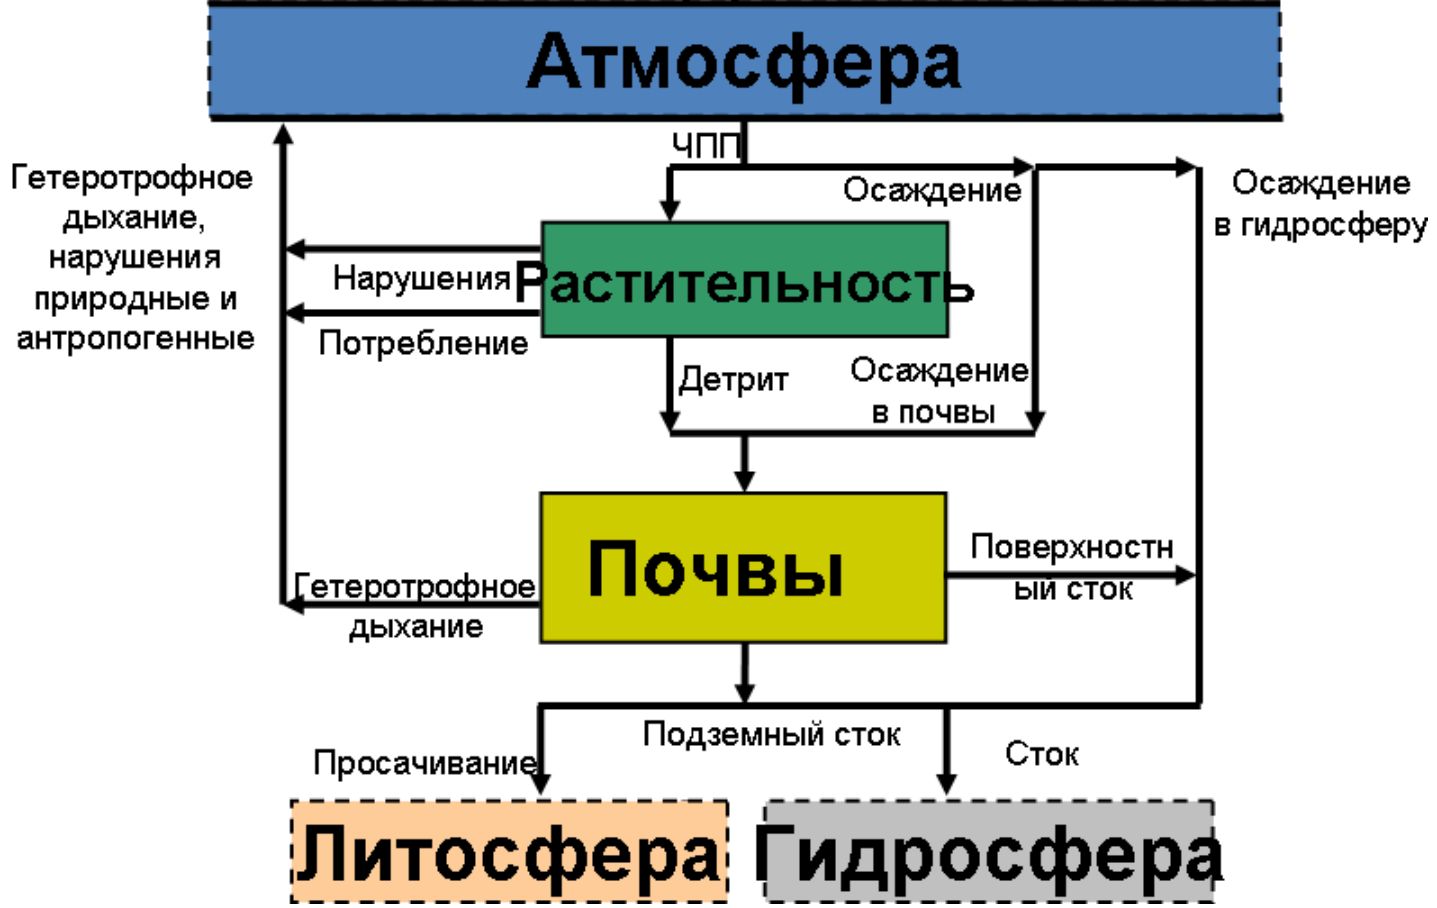 Атмосфера
ЧПП
Гетеротрофное
дыхание,
нарушения
природные и
антропогенные
Осаждение
Осаждение
в гидросферу
Нарушения
Растительность
Потребление
Детрит
Осаждение
в почвы
Почвы
Поверхностн
ый сток
Гетеротрофное
дыхание
Подземный сток
Просачивание
Сток
Литосфера
Гидросфера